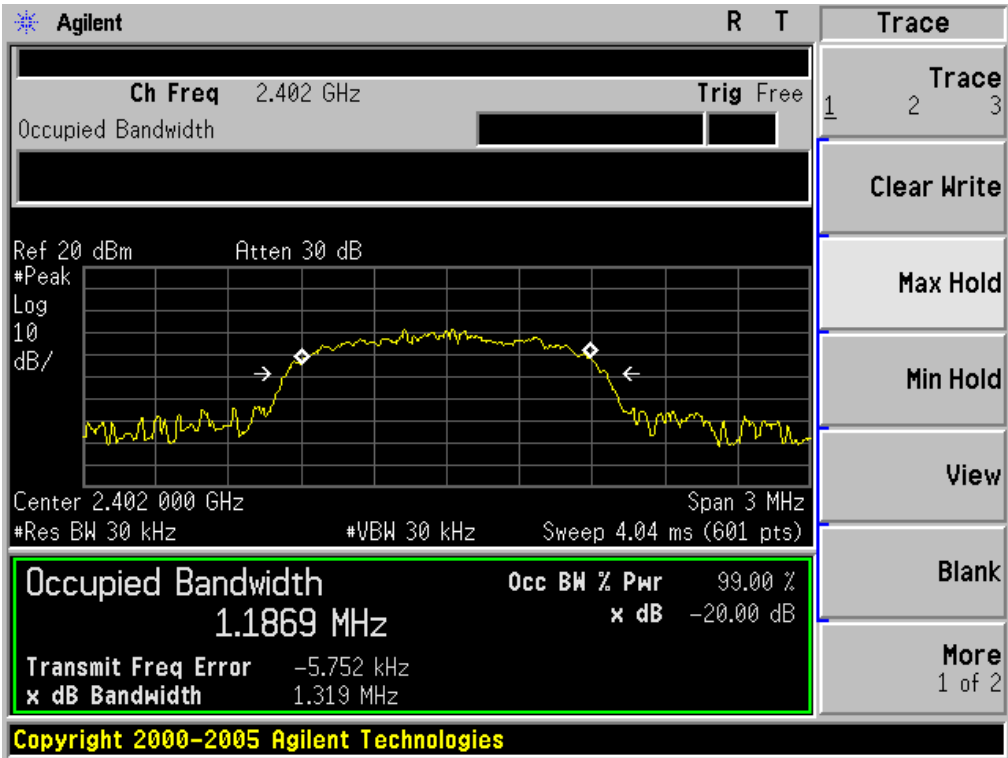 Agilent R T
Trace
Ch Freq 2.402 GHz Trig Free
Occupied Bandwidth
Ref 20 dBm Atten 30 dB
#Peak
Log
10
dB/
Center 2.402 000 GHz Span 3 MHz
#Res BW 30 kHz #VBW 30 kHz Sweep 4.04 ms (601 pts)
Occupied Bandwidth
1.1869 MHz
Occ BW % Pwr 99.00 %
x dB -20.00 dB
Transmit Freq Error -5.752 kHz
x dB Bandwidth 1.319 MHz
Trace
1 2 3
Clear Write
Max Hold
Min Hold
View
Blank
More
1 of 2
Copyright 2000-2005 Agilent Technologies